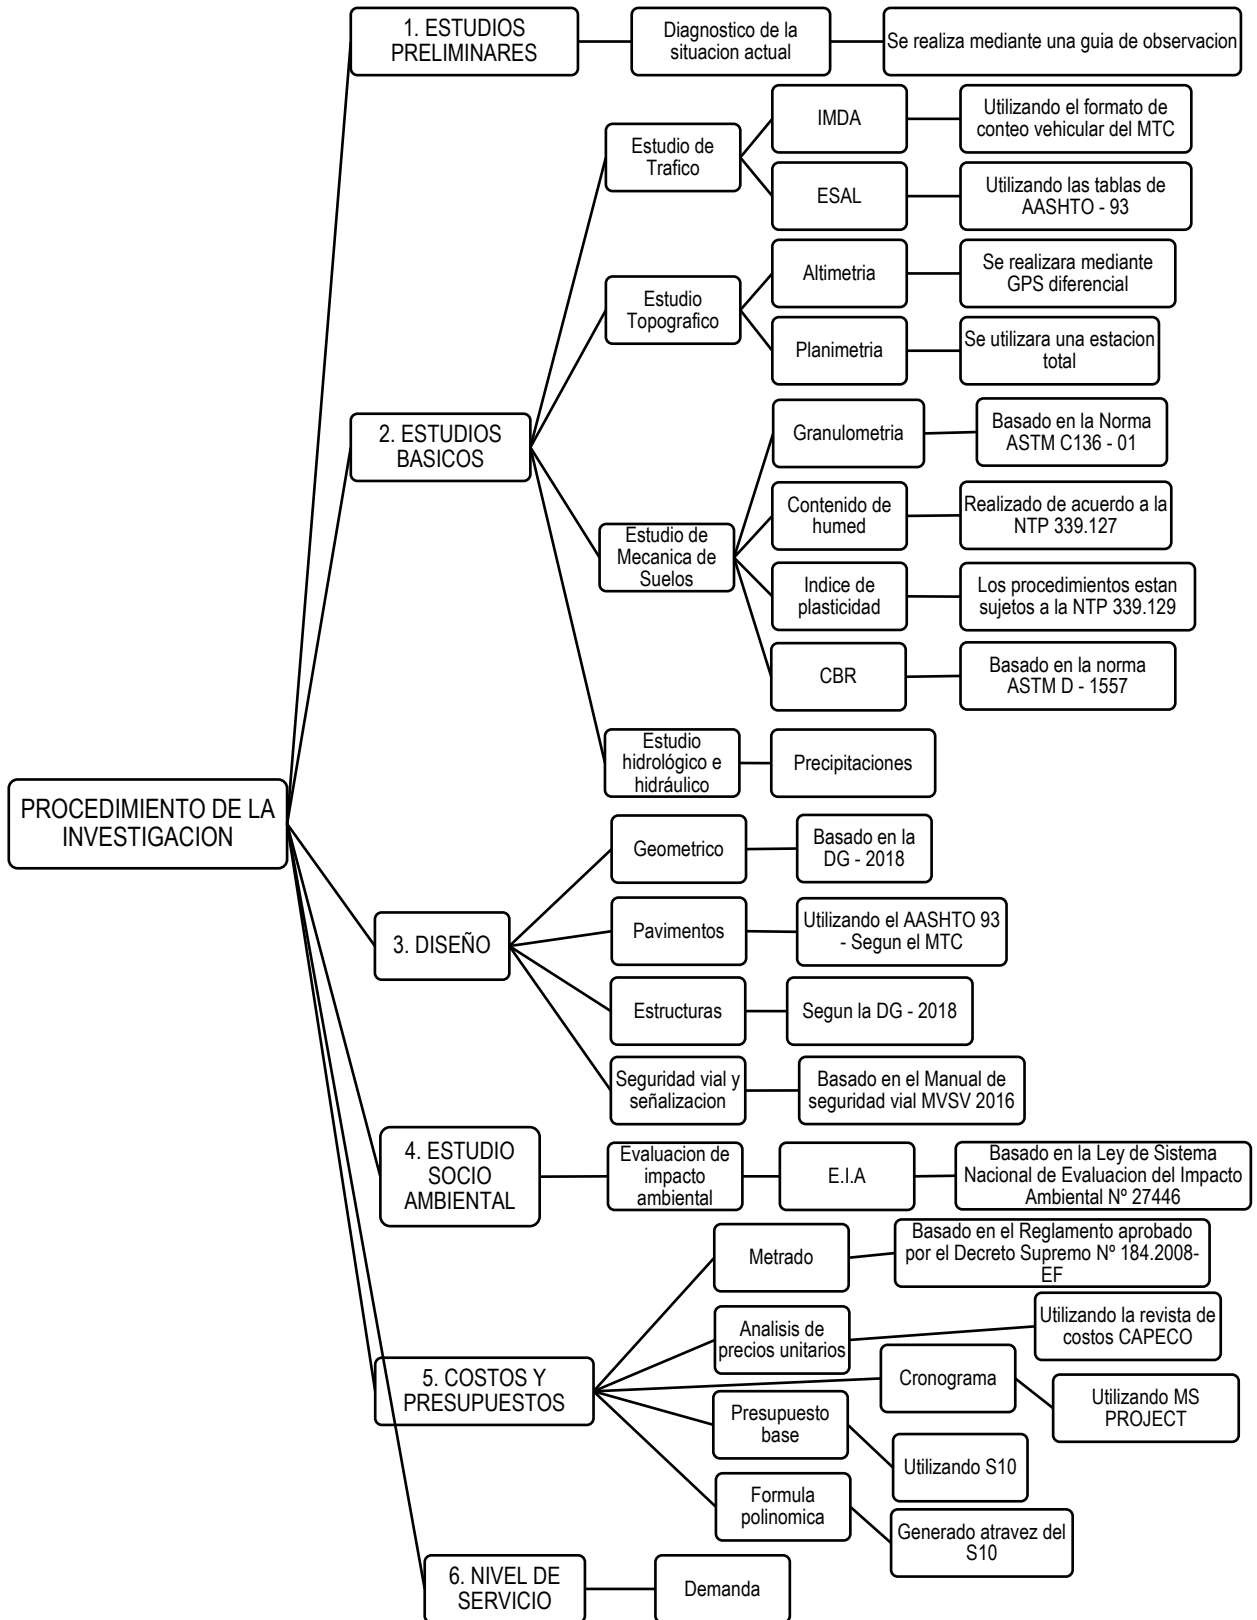 PROCEDIMIENTO DE LA
INVESTIGACION
1. ESTUDIOS
PRELIMINARES
Diagnostico de la
situacion actual
Se realiza mediante una guia de observacion
2. ESTUDIOS
BASICOS
Estudio de
Trafico
IMDA
Utilizando el formato de
conteo vehicular del MTC
ESAL
Utilizando las tablas de
AASHTO - 93
Estudio
Topografico
Altimetria
Se realizara mediante
GPS diferencial
Planimetria
Se utilizara una estacion
total
Estudio de
Mecanica de
Suelos
Granulometria
Basado en la Norma
ASTM C136 - 01
Contenido de
humed
Realizado de acuerdo a la
NTP 339.127
Indice de
plasticidad
Los procedimientos estan
sujetos a la NTP 339.129
CBR
Basado en la norma
ASTM D - 1557
Estudio
hidrológico e
hidráulico
Precipitaciones
3. DISEÑO
Geometrico
Basado en la
DG - 2018
Pavimentos
Utilizando el AASHTO 93
- Segun el MTC
Estructuras
Segun la DG - 2018
Seguridad vial y
señalizacion
Basado en el Manual de
seguridad vial MVSV 2016
4. ESTUDIO
SOCIO
AMBIENTAL
Evaluacion de
impacto
ambiental
E.I.A
Basado en la Ley de Sistema
Nacional de Evaluacion del Impacto
Ambiental Nº 27446
5. COSTOS Y
PRESUPUESTOS
Metrado
Basado en el Reglamento aprobado
por el Decreto Supremo Nº 184.2008-
EF
Analisis de
precios unitarios
Utilizando la revista de
costos CAPECO
Cronograma
Utilizando MS
PROJECT
Presupuesto
base
Utilizando S10
Formula
polinomica
Generado atravez del
S10
6. NIVEL DE
SERVICIO
Demanda